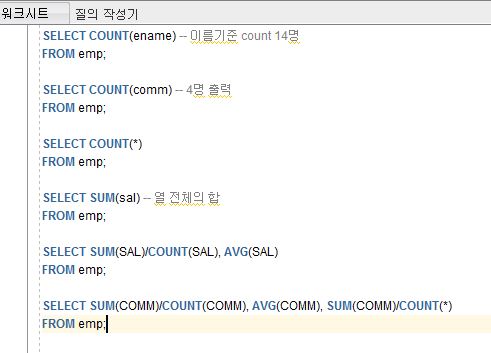 워크시트 질의 작성기
SELECT COUNT(ename) -- 이름기준 count 14명
FROM emp;
SELECT COUNT(comm) -- 4명 출력
FROM emp;
SELECT COUNT(*)
FROM emp;
SELECT SUM(sal) -- 열 전체의 합
FROM emp;
SELECT SUM(SAL)/COUNT(SAL), AVG(SAL)
FROM emp;
SELECT SUM(COMM)/COUNT(COMM), AVG(COMM), SUM(COMM)/COUNT(*)
FROM emp;